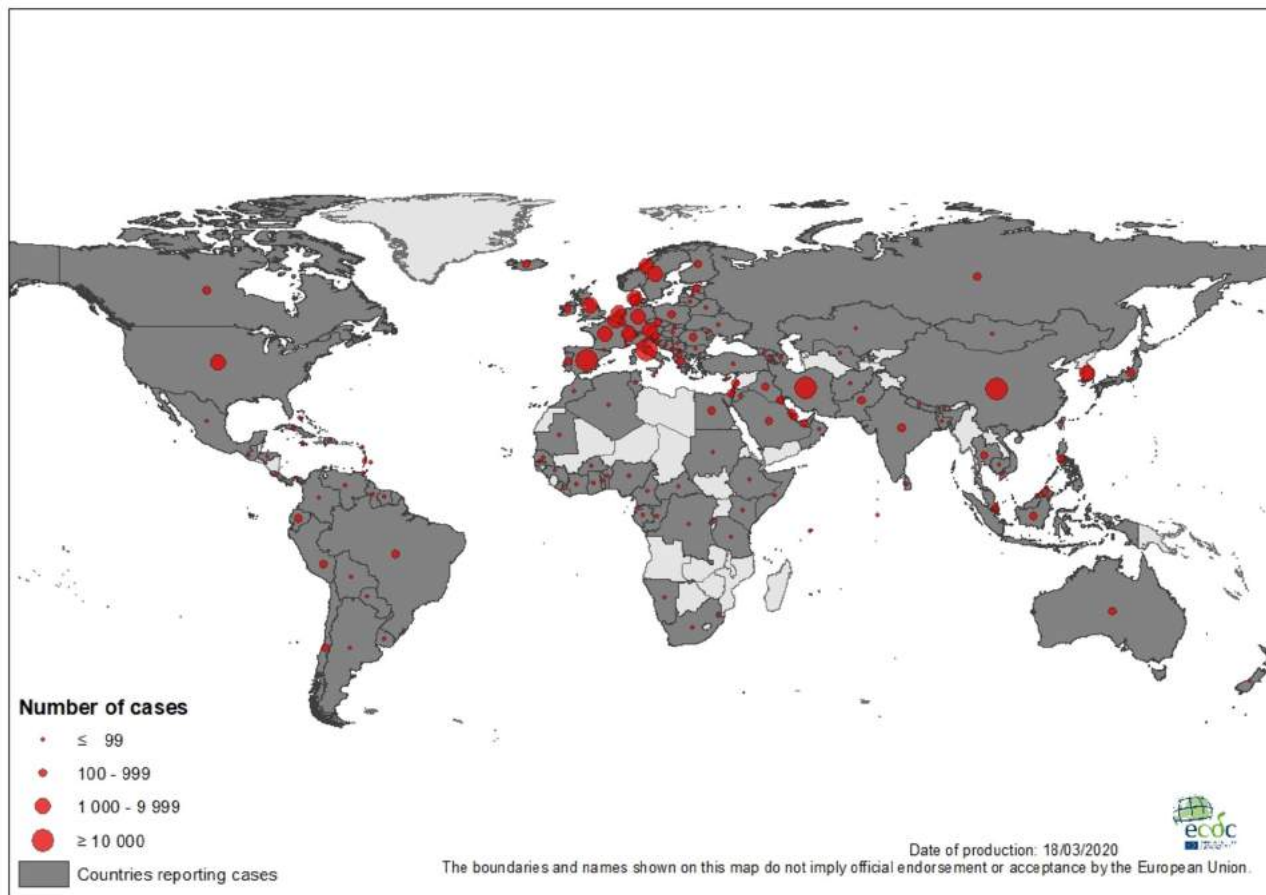 Number of cases
≤ 99
100 - 999
1 000 - 9 999
≥ 10 000
Countries reporting cases
ecdc
Date of production: 18/03/2020
The boundaries and names shown on this map do not imply official endorsement or acceptance by the European Union.